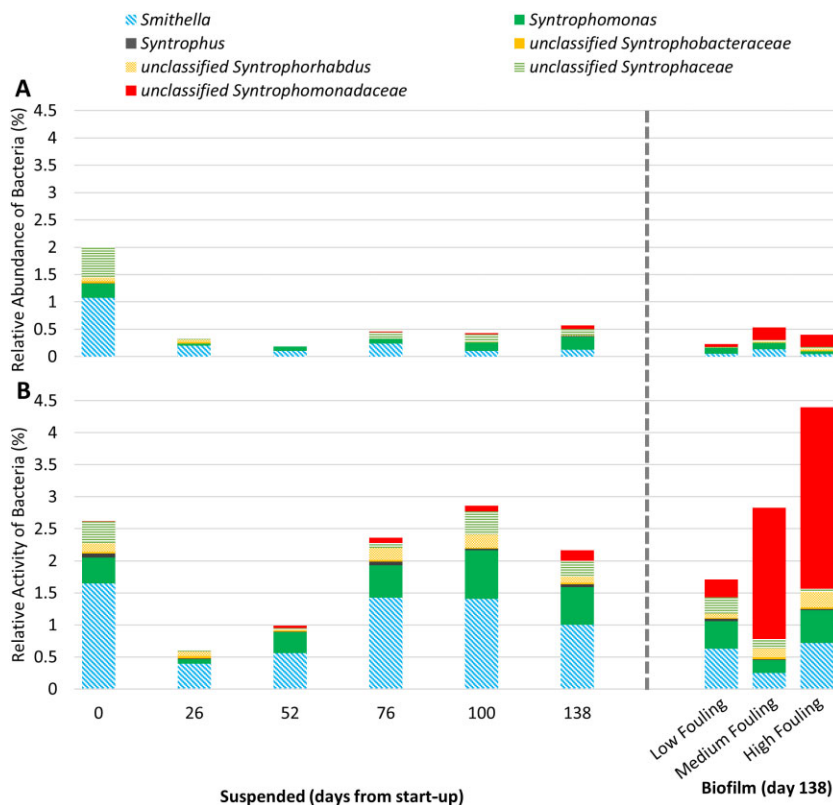 Smithella
Syntrophomonas
Syntrophus
unclassified Syntrophobacteraceae
unclassified Syntrophorhabdus
unclassified Syntrophaceae
unclassified Syntrophomonadaceae
A
Relative Abundance of Bacteria (%)
4.5
4
3.5
3
2.5
2
1.5
1
0.5
0
B
Relative Activity of Bacteria (%)
4.5
4
3.5
3
2.5
2
1.5
1
0.5
0
0 26 52 76 100 138
Low Fouling
Medium Fouling
High Fouling
Suspended (days from start-up)
Biofilm (day 138)